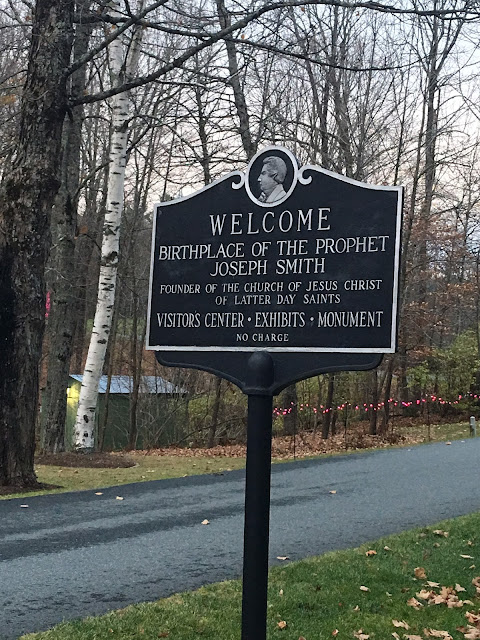 WELCOME
BIRTHPLACE OF THE PROPHET
JOSEPH SMITH
FOUNDER OF THE CHURCH OF JESUS CHRIST
OF LATTER DAY SAINTS
VISITORS CENTER • EXHIBITS • MONUMENT
NO CHARGE